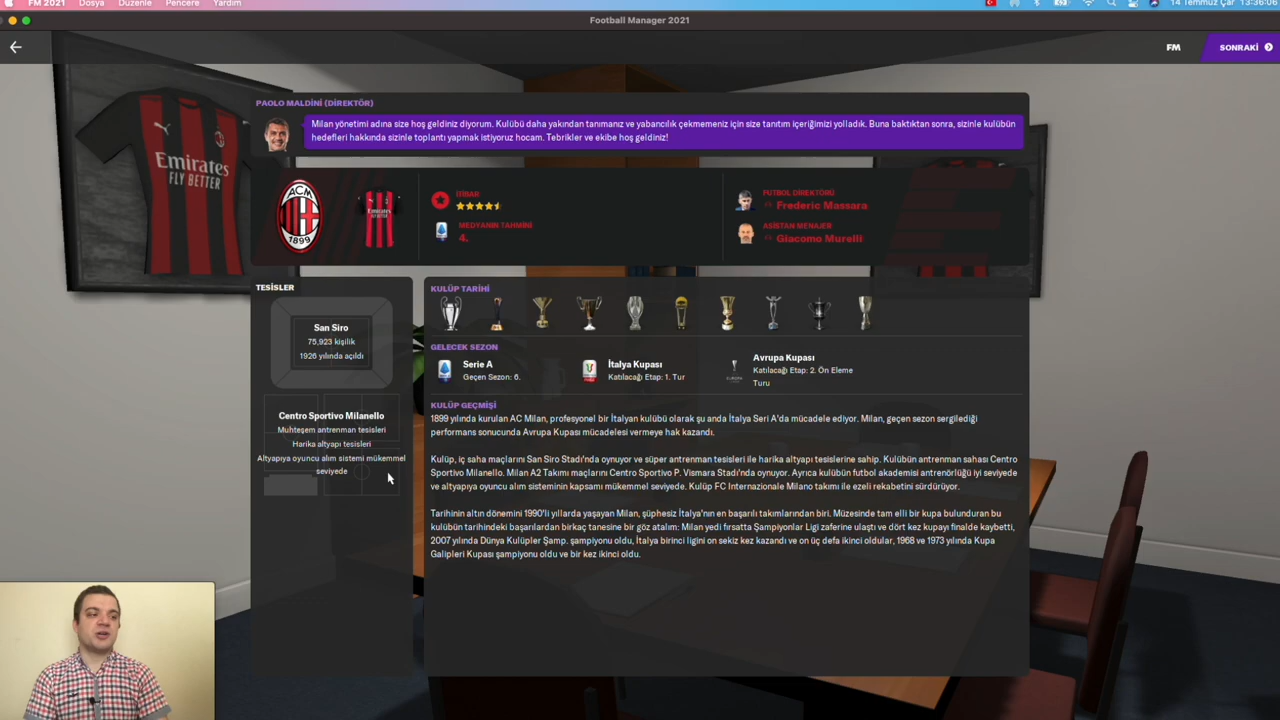 FM 2021 Dosya Düzenle Pencere Yardım
14 Temmuz Çar 13:36:06
Football Manager 2021
FM
SONRAKİ
PAOLO MALDİNİ (DİREKTÖR)
Milan yönetimi adına size hoş geldiniz diyorum. Kulübü daha yakından tanımanız ve yabancılık çekmemeniz için size tanıtım içeriğimizi yolladık. Buna baktıktan sonra, sizinle kulübün
hedefleri hakkında sizinle toplantı yapmak istiyoruz hocam. Tebrikler ve ekibe hoş geldiniz!
Emirates
FLY BETTER
ACM
1899
Emirates
İTİBAR
MEDYANIN TAHMİNİ
4.
FUTBOL DİREKTÖRÜ
Frederic Massara
ASİSTAN MENAJER
Giacomo Murelli
TESİSLER
San Siro
75,923 kişilik
1926 yılında açıldı
Centro Sportivo Milanello
Muhteşem antrenman tesisleri
Harika altyapı tesisleri
Altyapıya oyuncu alım sistemi mükemmel
seviyede
KULÜP TARİHİ
GELECEK SEZON
Serie A
Geçen Sezon: 6.
İtalya Kupası
Katılacağı Etap: 1. Tur
Avrupa Kupası
Katılacağı Etap: 2. Ön Eleme
Turu
KULÜP GEÇMİŞİ
1899 yılında kurulan AC Milan, profesyonel bir İtalyan kulübü olarak şu anda İtalya Seri A'da mücadele ediyor. Milan, geçen sezon sergilediği
performans sonucunda Avrupa Kupası mücadelesi vermeye hak kazandı.
Kulüp, iç saha maçlarını San Siro Stadı'nda oynuyor ve süper antrenman tesisleri ile harika altyapı tesislerine sahip. Kulübün antrenman sahası Centro
Sportivo Milanello. Milan A2 Takımı maçlarını Centro Sportivo P. Vismara Stadı'nda oynuyor. Ayrıca kulübün futbol akademisi antrenörlüğü iyi seviyede
ve altyapıya oyuncu alım sisteminin kapsamı mükemmel seviyede. Kulüp FC Internazionale Milano takımı ile ezeli rekabetini sürdürüyor.
Tarihinin altın dönemini 1990'li yıllarda yaşayan Milan, şüphesiz İtalya'nın en başarılı takımlarından biri. Müzesinde tam elli bir kupa bulunduran bu
kulübün tarihindeki başarılardan birkaç tanesine bir göz atalım: Milan yedi fırsatta Şampiyonlar Ligi zaferine ulaştı ve dört kez kupayı finalde kaybetti,
2007 yılında Dünya Kulüpler Şamp. şampiyonu oldu, İtalya birinci ligini on sekiz kez kazandı ve on üç defa ikinci oldular, 1968 ve 1973 yılında Kupa
Galipleri Kupası şampiyonu oldu ve bir kez ikinci oldu.